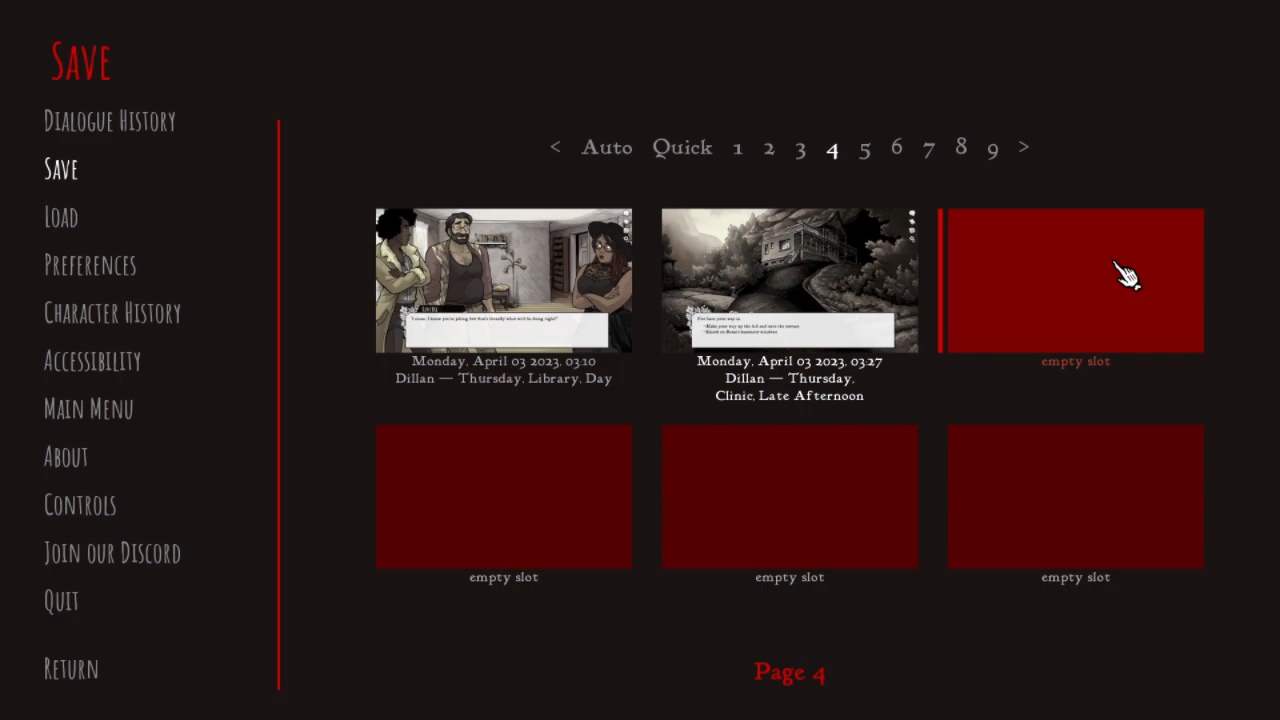 Save
Dialogue History
Save
Load
Preferences
Character History
Accessibility
Main Menu
About
Controls
Join our Discord
Quit
Return
< Auto Quick 1 2 3 4 5 6 7 8 9 >
Monday, April 03 2023, 03:10
Dillan — Thursday, Library, Day
Monday, April 03 2023, 03:27
Dillan — Thursday,
Clinic, Late Afternoon
empty slot
empty slot
empty slot
empty slot
Page 4